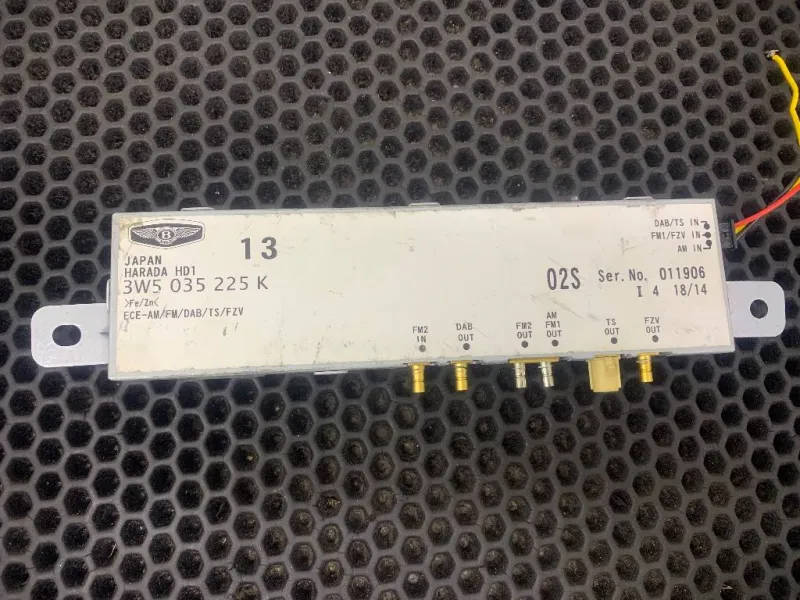 B
13
JAPAN
HARADA HD1
3W5 035 225 K
>Fe/Zn<
ECE-AM/FM/DAB/TS/FZV
02S
Ser.No. 011906
I 4 18/14
DAB/TS IN
FM1/FZV IN
AM IN
FM2 IN
DAB OUT
FM2 OUT
AM FM1 OUT
TS OUT
FZV OUT